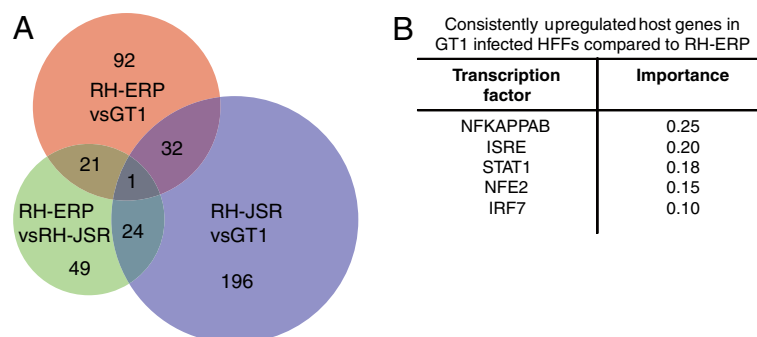 A
92
RH-ERP
vsGT1
32
21
1
RH-ERP
vsRH-JSR
24
49
RH-JSR
vsGT1
196
B
Consistently upregulated host genes in
GT1 infected HFFs compared to RH-ERP
Transcription factor Importance
NFKAPPAB 0.25
ISRE 0.20
STAT1 0.18
NFE2 0.15
IRF7 0.10